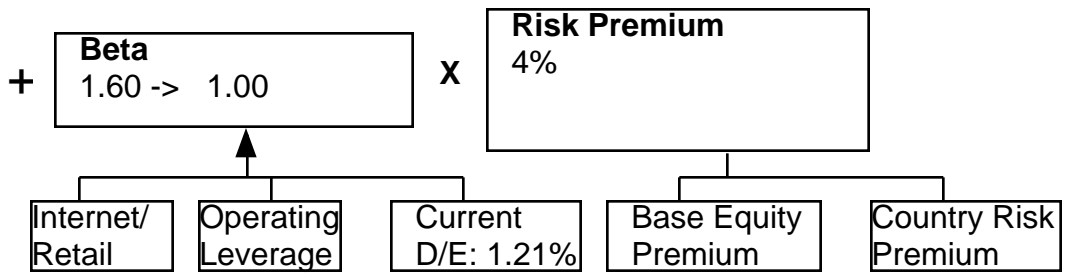 +
Beta
1.60 -> 1.00
X
Risk Premium
4%
Internet/
Retail
Operating
Leverage
Current
D/E: 1.21%
Base Equity
Premium
Country Risk
Premium